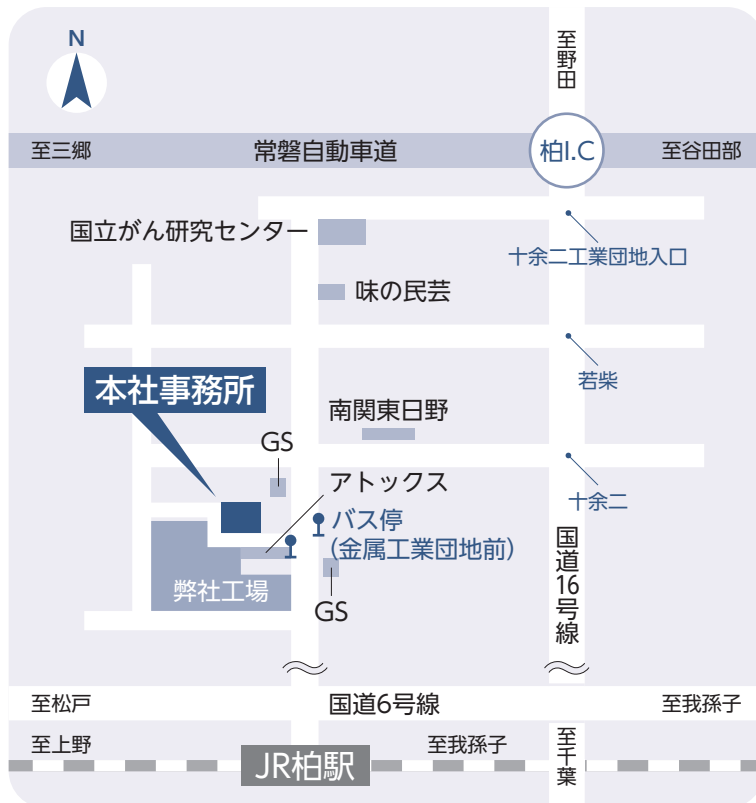 N
至野田
至三郷
常磐自動車道
柏I.C
至谷田部
国立がん研究センター
十余二工業団地入口
味の民芸
若柴
本社事務所
南関東日野
GS
アトックス
十余二
バス停
(金属工業団地前)
国道16号線
弊社工場
GS
至松戸
国道6号線
至我孫子
至上野
JR柏駅
至我孫子
至千葉